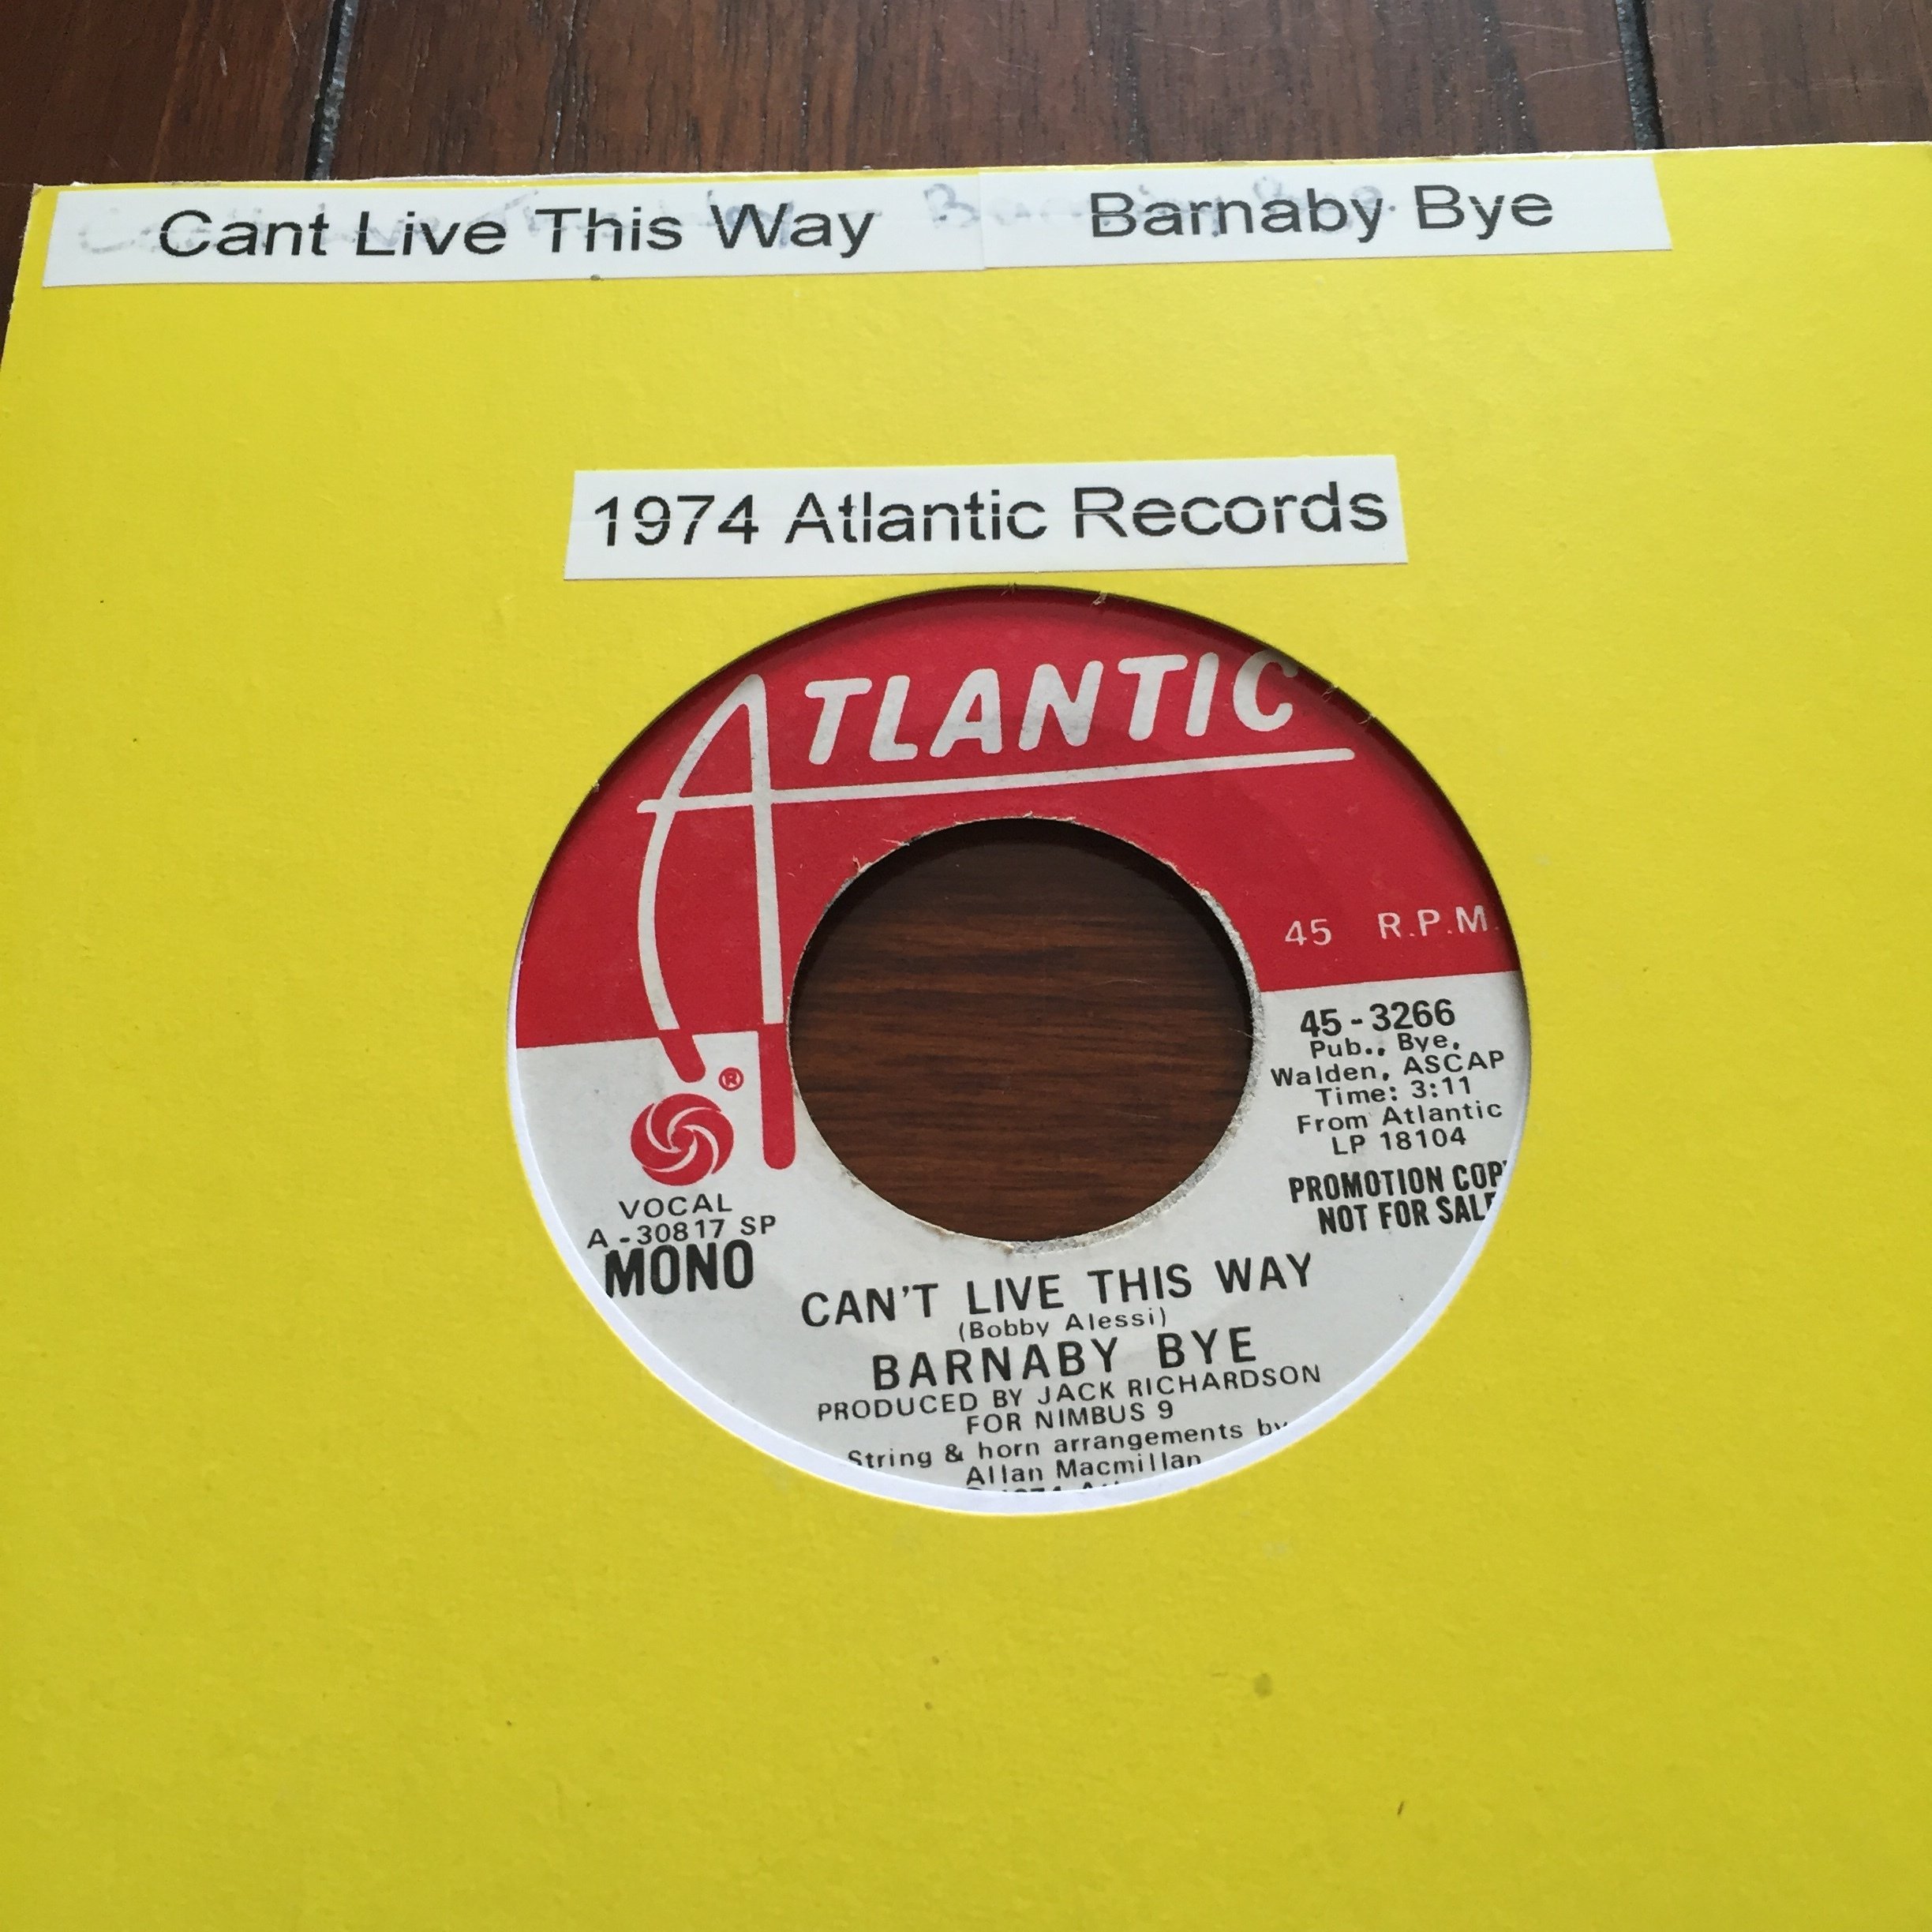 Cant Live This Way Barnaby Bye
1974 Atlantic Records
ATLANTIC
45 R.P.M.
45-3266
Pub., Bye,
Walden, ASCAP
Time: 3:11
From Atlantic
LP 18104
PROMOTION COP
NOT FOR SALE
®
VOCAL
A-30817 SP
MONO
CAN'T LIVE THIS WAY
(Bobby Alessi)
BARNABY BYE
PRODUCED BY JACK RICHARDSON
FOR NIMBUS 9
String & horn arrangements by
Allan Macmillan